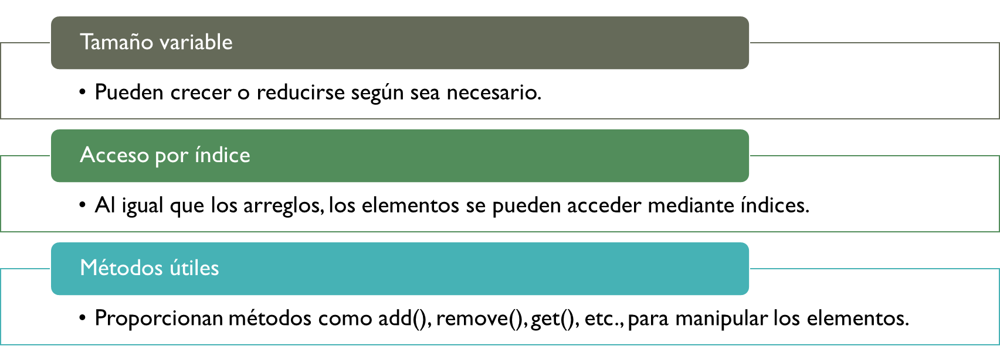 Tamaño variable
• Pueden crecer o reducirse según sea necesario.
Acceso por índice
• Al igual que los arreglos, los elementos se pueden acceder mediante índices.
Métodos útiles
• Proporcionan métodos como add(), remove(), get(), etc., para manipular los elementos.